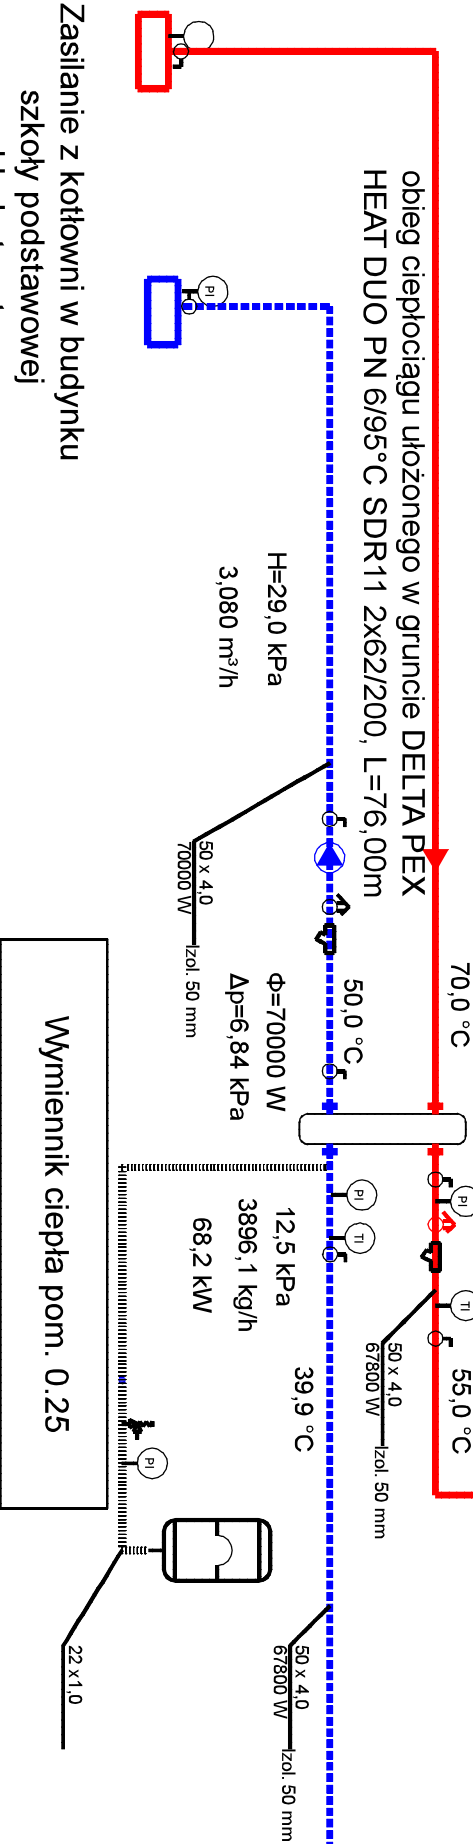 Zasilanie z kotłowni w budynku
szkoły podstawowej
obieg ciepłociągu ułożonego w gruncie DELTA PEX
HEAT DUO PN 6/95°C SDR11 2x62/200, L=76,00m
PI
H=29,0 kPa
3,080 m³/h
50 x 4,0
70000 W
Izol. 50 mm
70,0 °C
50,0 °C
Φ=70000 W
Δp=6,84 kPa
Wymiennik ciepła pom. 0.25
PI
TI
PI
TI
12,5 kPa
3896,1 kg/h
68,2 kW
55,0 °C
39,9 °C
50 x 4,0
67800 W
Izol. 50 mm
PI
22 x1,0
50 x 4,0
67800 W
Izol. 50 mm